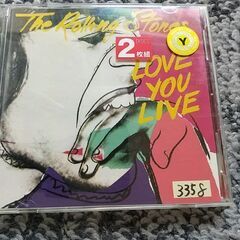 The Rolling Stones
2
枚組
Y
LOVE
YOU
LIVE
3358